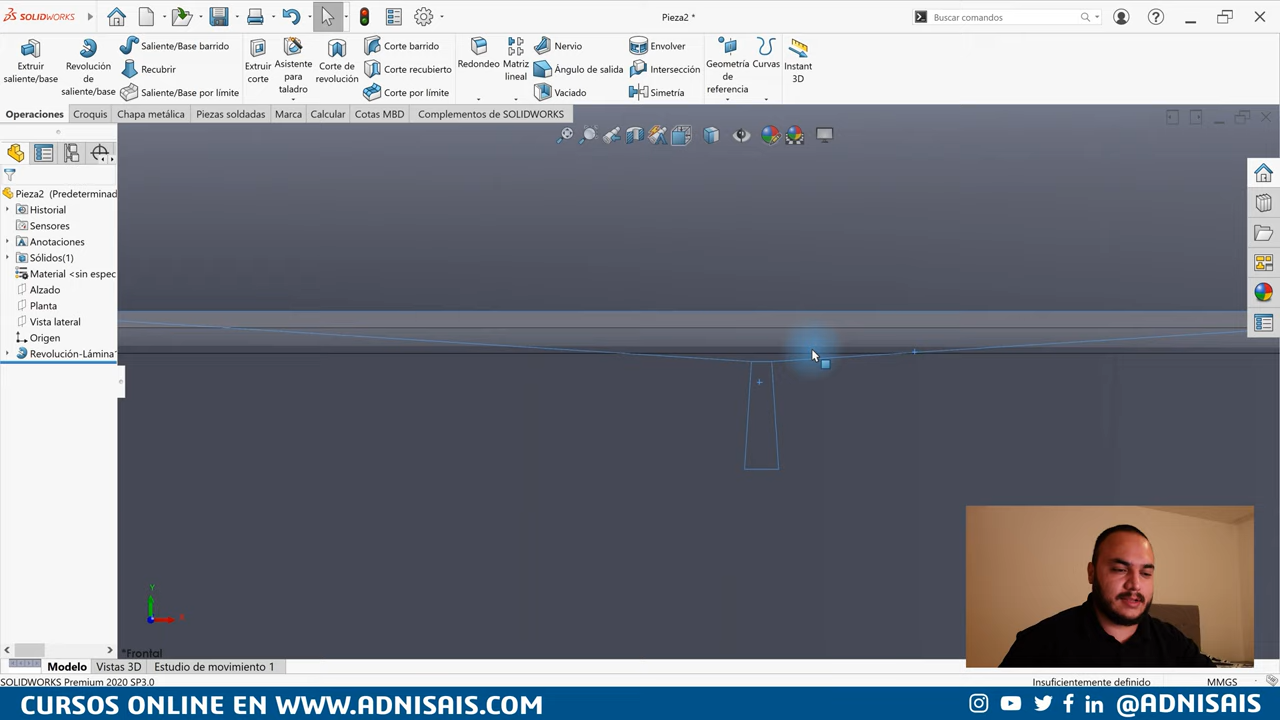 SOLIDWORKS
Pieza2 *
Buscar comandos
Extruir saliente/base
Revolución de saliente/base
Saliente/Base barrido
Recubrir
Saliente/Base por límite
Extruir corte
Asistente para taladro
Corte de revolución
Corte barrido
Corte recubierto
Corte por límite
Redondeo
Matriz lineal
Nervio
Ángulo de salida
Vaciado
Envolver
Intersección
Simetría
Geometría de referencia
Curvas
Instant 3D
Operaciones
Croquis
Chapa metálica
Piezas soldadas
Marca
Calcular
Cotas MBD
Complementos de SOLIDWORKS
Pieza2 (Predeterminad
Historial
Sensores
Anotaciones
Sólidos(1)
Material <sin espec
Alzado
Planta
Vista lateral
Origen
Revolución-Lámina
Y
X
*Frontal
Modelo
Vistas 3D
Estudio de movimiento 1
SOLIDWORKS Premium 2020 SP3.0
Insuficientemente definido
MMGS
CURSOS ONLINE EN WWW.ADNISAIS.COM
@ADNISAIS